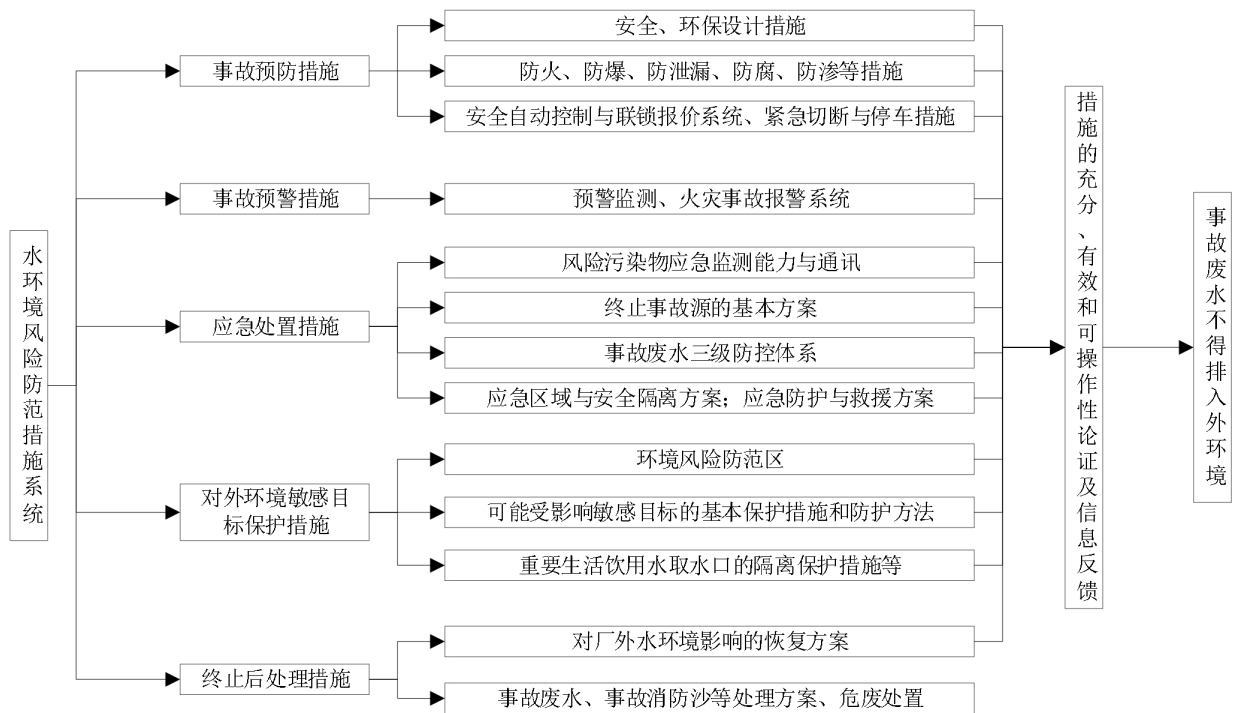 水环境风险防范措施系统
事故预防措施
安全、环保设计措施
防火、防爆、防泄漏、防腐、防渗等措施
安全自动控制与联锁报价系统、紧急切断与停车措施
事故预警措施
预警监测、火灾事故报警系统
应急处置措施
风险污染物应急监测能力与通讯
终止事故源的基本方案
事故废水三级防控体系
应急区域与安全隔离方案；应急防护与救援方案
对外环境敏感目
标保护措施
环境风险防范区
可能受影响敏感目标的基本保护措施和防护方法
重要生活饮用水取水口的隔离保护措施等
终止后处理措施
对厂外水环境影响的恢复方案
事故废水、事故消防沙等处理方案、危废处置
措施的充分、有效和可操作性论证及信息反馈
事故废水不得排入外环境